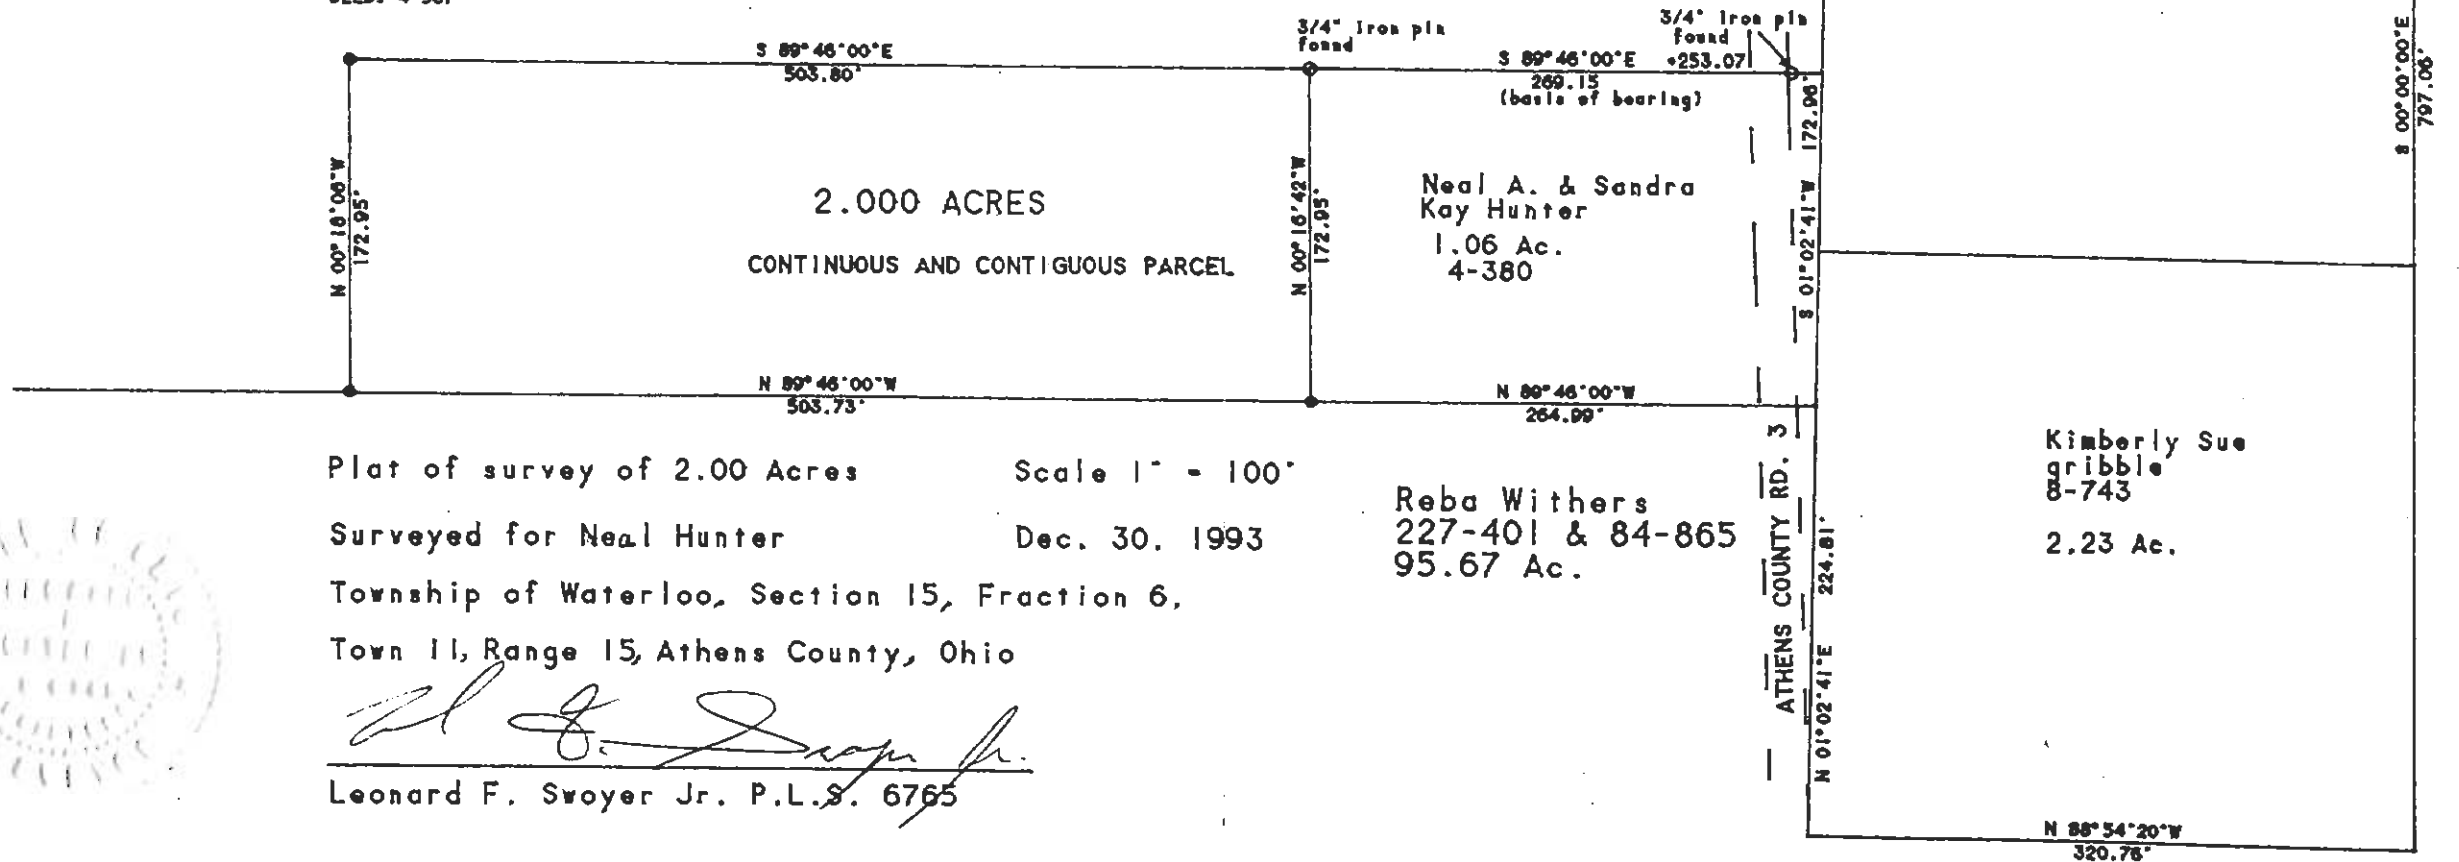 3/4" Iron pin
found
3/4" Iron pin
found
S 89°46'00"E
503.80'
S 89°46'00"E
+253.07
269.15
(basis of bearing)
S 00°00'00"E
797.06'
172.95'
172.96'
N 00°16'42"W
172.95'
S 01°02'41"W
2.000 ACRES
CONTINUOUS AND CONTIGUOUS PARCEL
Neal A. & Sandra
Kay Hunter
1.06 Ac.
4-380
N 89°46'00"W
503.73'
N 89°46'00"W
264.99'
Plat of survey of 2.00 Acres
Scale 1" = 100'
Surveyed for Neal Hunter
Dec. 30, 1993
Township of Waterloo, Section 15, Fraction 6,
Town 11, Range 15, Athens County, Ohio
Leonard F. Swoyer Jr. P.L.S. 6765
Reba Withers
227-401 & 84-865
95.67 Ac.
ATHENS COUNTY RD. 3
N 01°02'41"E
224.81'
Kimberly Sue
gribble
8-743
2.23 Ac.
N 88°54'20"W
320.76'